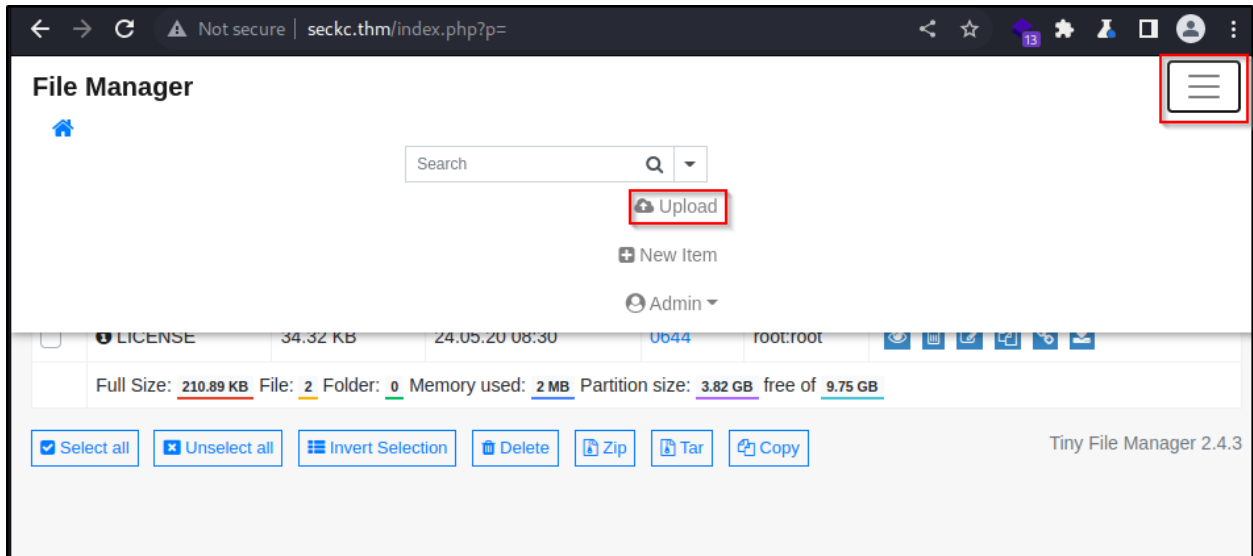 Not secure | seckc.thm/index.php?p=
13
File Manager
Search
Upload
New Item
Admin
LICENSE 34.32 KB 24.05.20 08:30 0644 root:root
Full Size: 210.89 KB File: 2 Folder: 0 Memory used: 2 MB Partition size: 3.82 GB free of 9.75 GB
Select all Unselect all Invert Selection Delete Zip Tar Copy Tiny File Manager 2.4.3